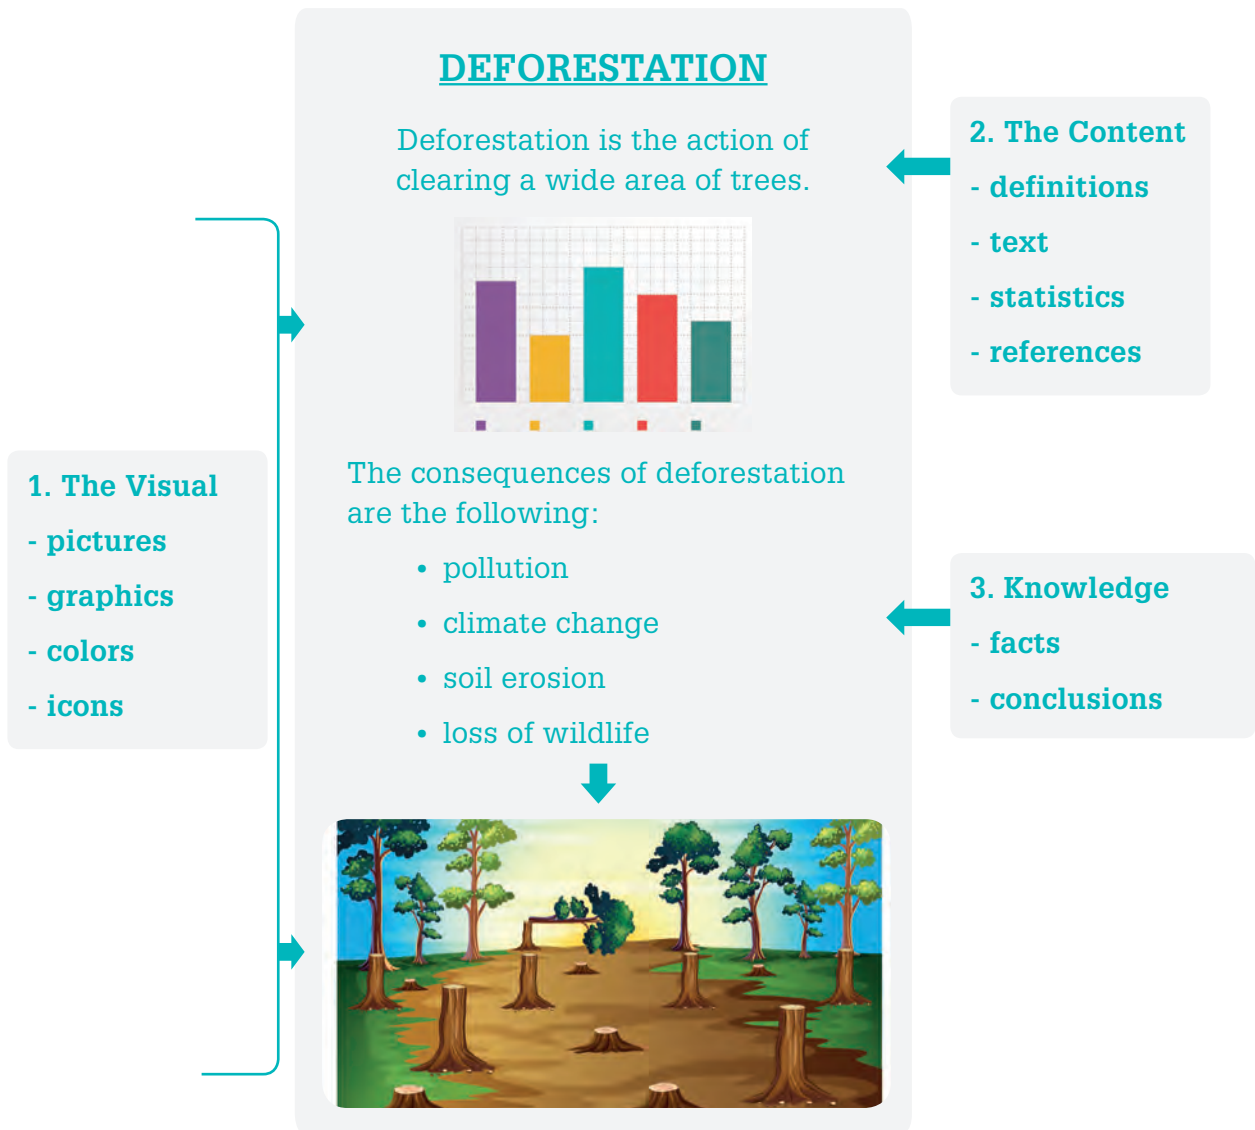 DEFORESTATION
Deforestation is the action of
clearing a wide area of trees.
The consequences of deforestation
are the following:
• pollution
• climate change
• soil erosion
• loss of wildlife
1. The Visual
- pictures
- graphics
- colors
- icons
2. The Content
- definitions
- text
- statistics
- references
3. Knowledge
- facts
- conclusions